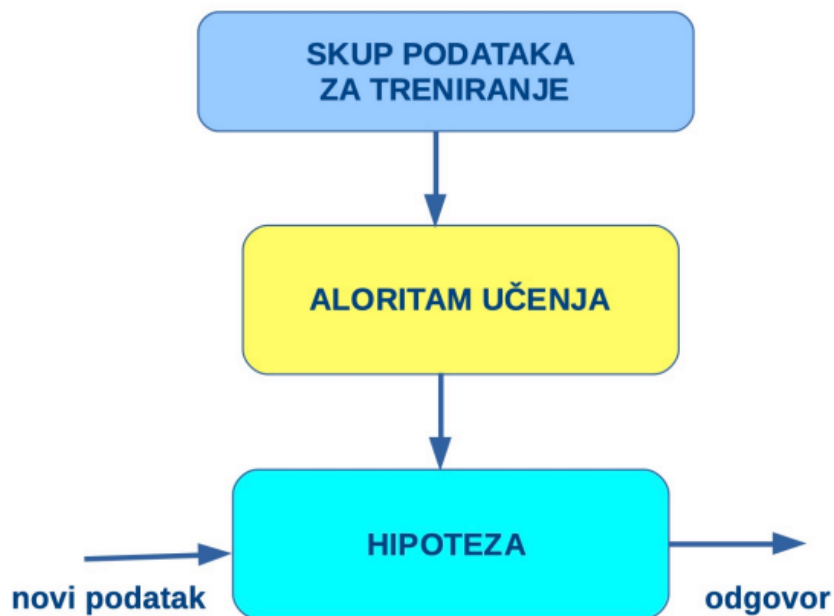 SKUP PODATAKA
ZA TRENIRANJE
ALORITAM UČENJA
HIPOTEZA
novi podatak
odgovor